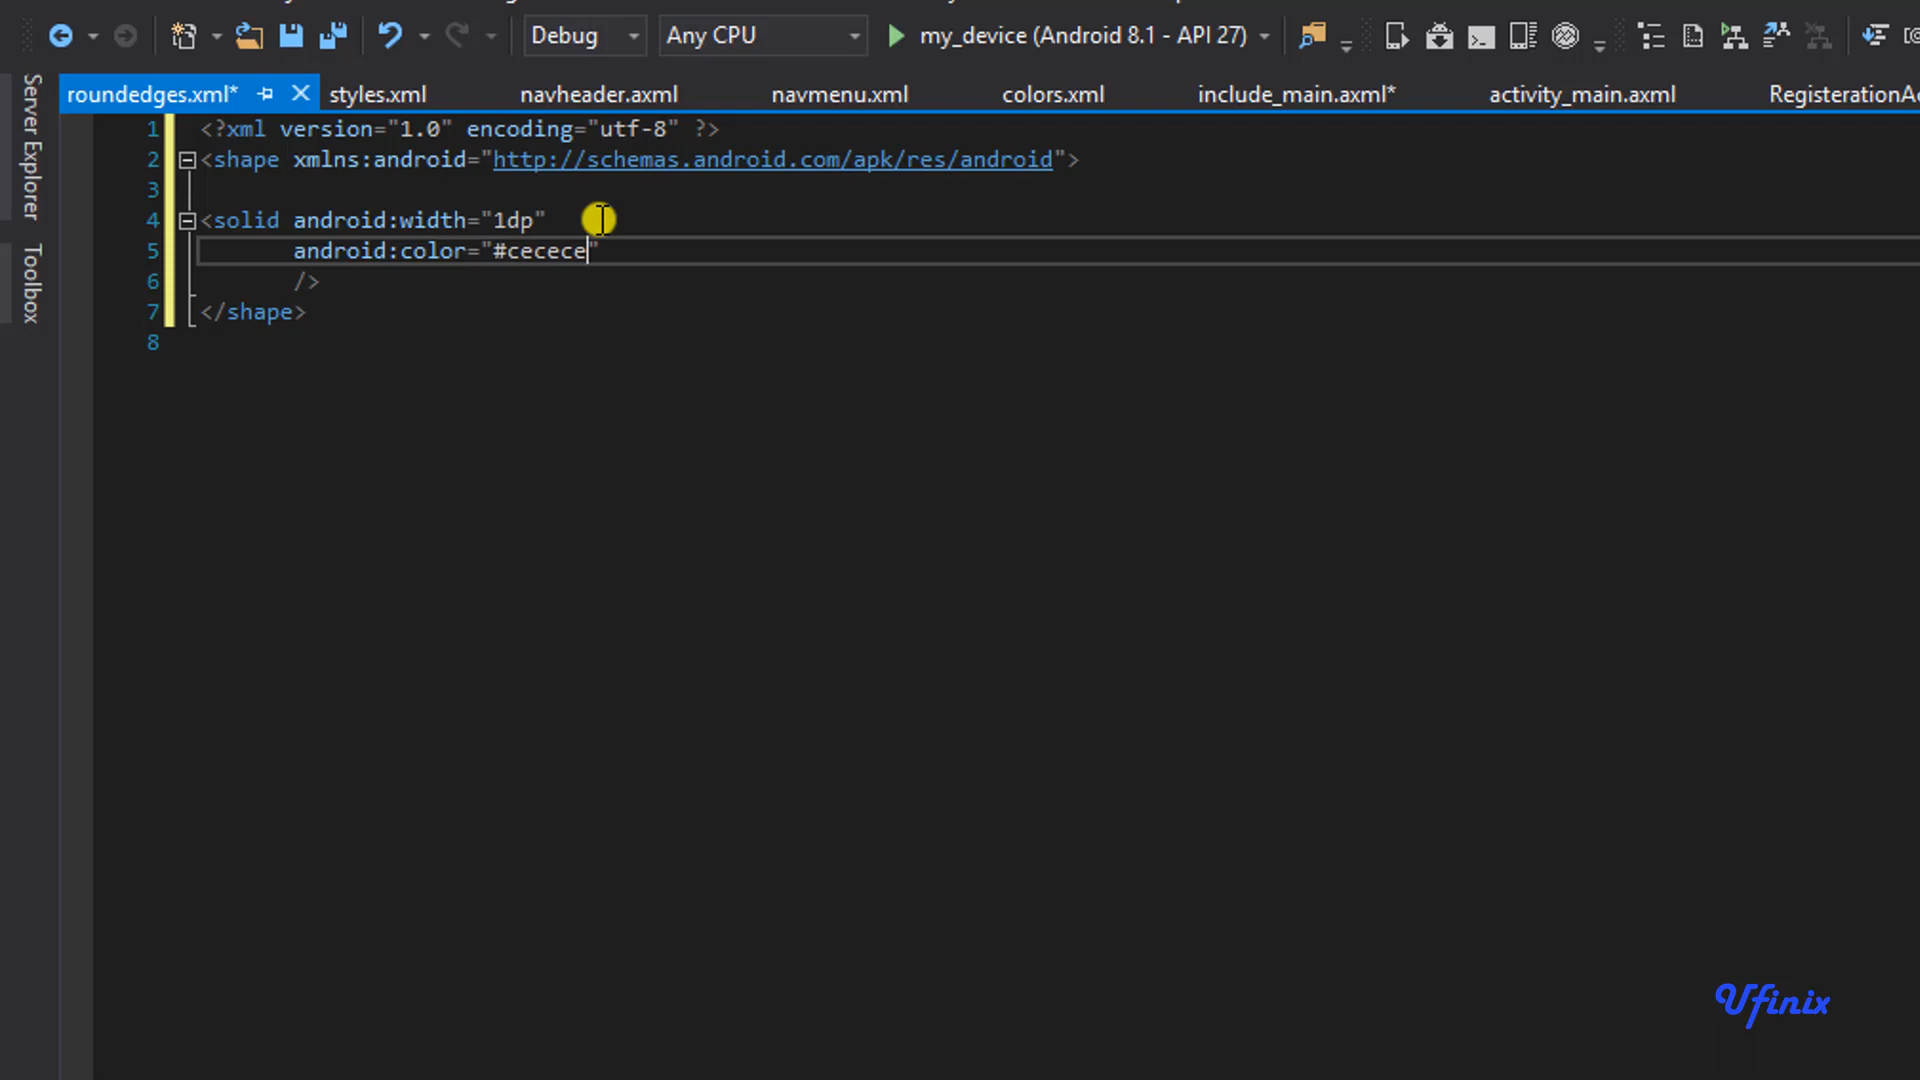 Debug
Any CPU
my_device (Android 8.1 - API 27)
roundedges.xml*
styles.xml
navheader.axml
navmenu.xml
colors.xml
include_main.axml*
activity_main.axml
Server Explorer
Toolbox
1 <?xml version="1.0" encoding="utf-8" ?>
2 <shape xmlns:android="http://schemas.android.com/apk/res/android">
3
4 <solid android:width="1dp"
5 android:color="#cecece"
6 />
7 </shape>
8
Ufinix